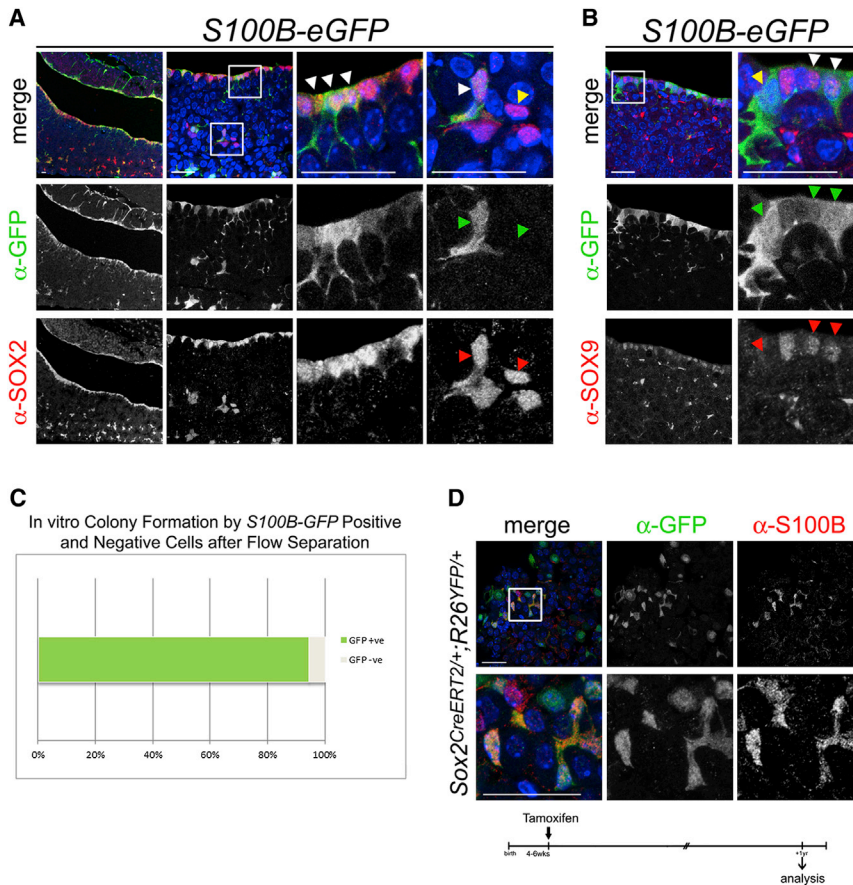 A
S100B-eGFP
merge
α-GFP
α-SOX2
B
S100B-eGFP
merge
α-GFP
α-SOX9
C
In vitro Colony Formation by S100B-GFP Positive
and Negative Cells after Flow Separation
GFP +ve
GFP -ve
0% 20% 40% 60% 80% 100%
D
merge α-GFP α-S100B
Sox2CreERT2/+;R26YFP/+
Tamoxifen
birth 4-6wks +1yr
analysis